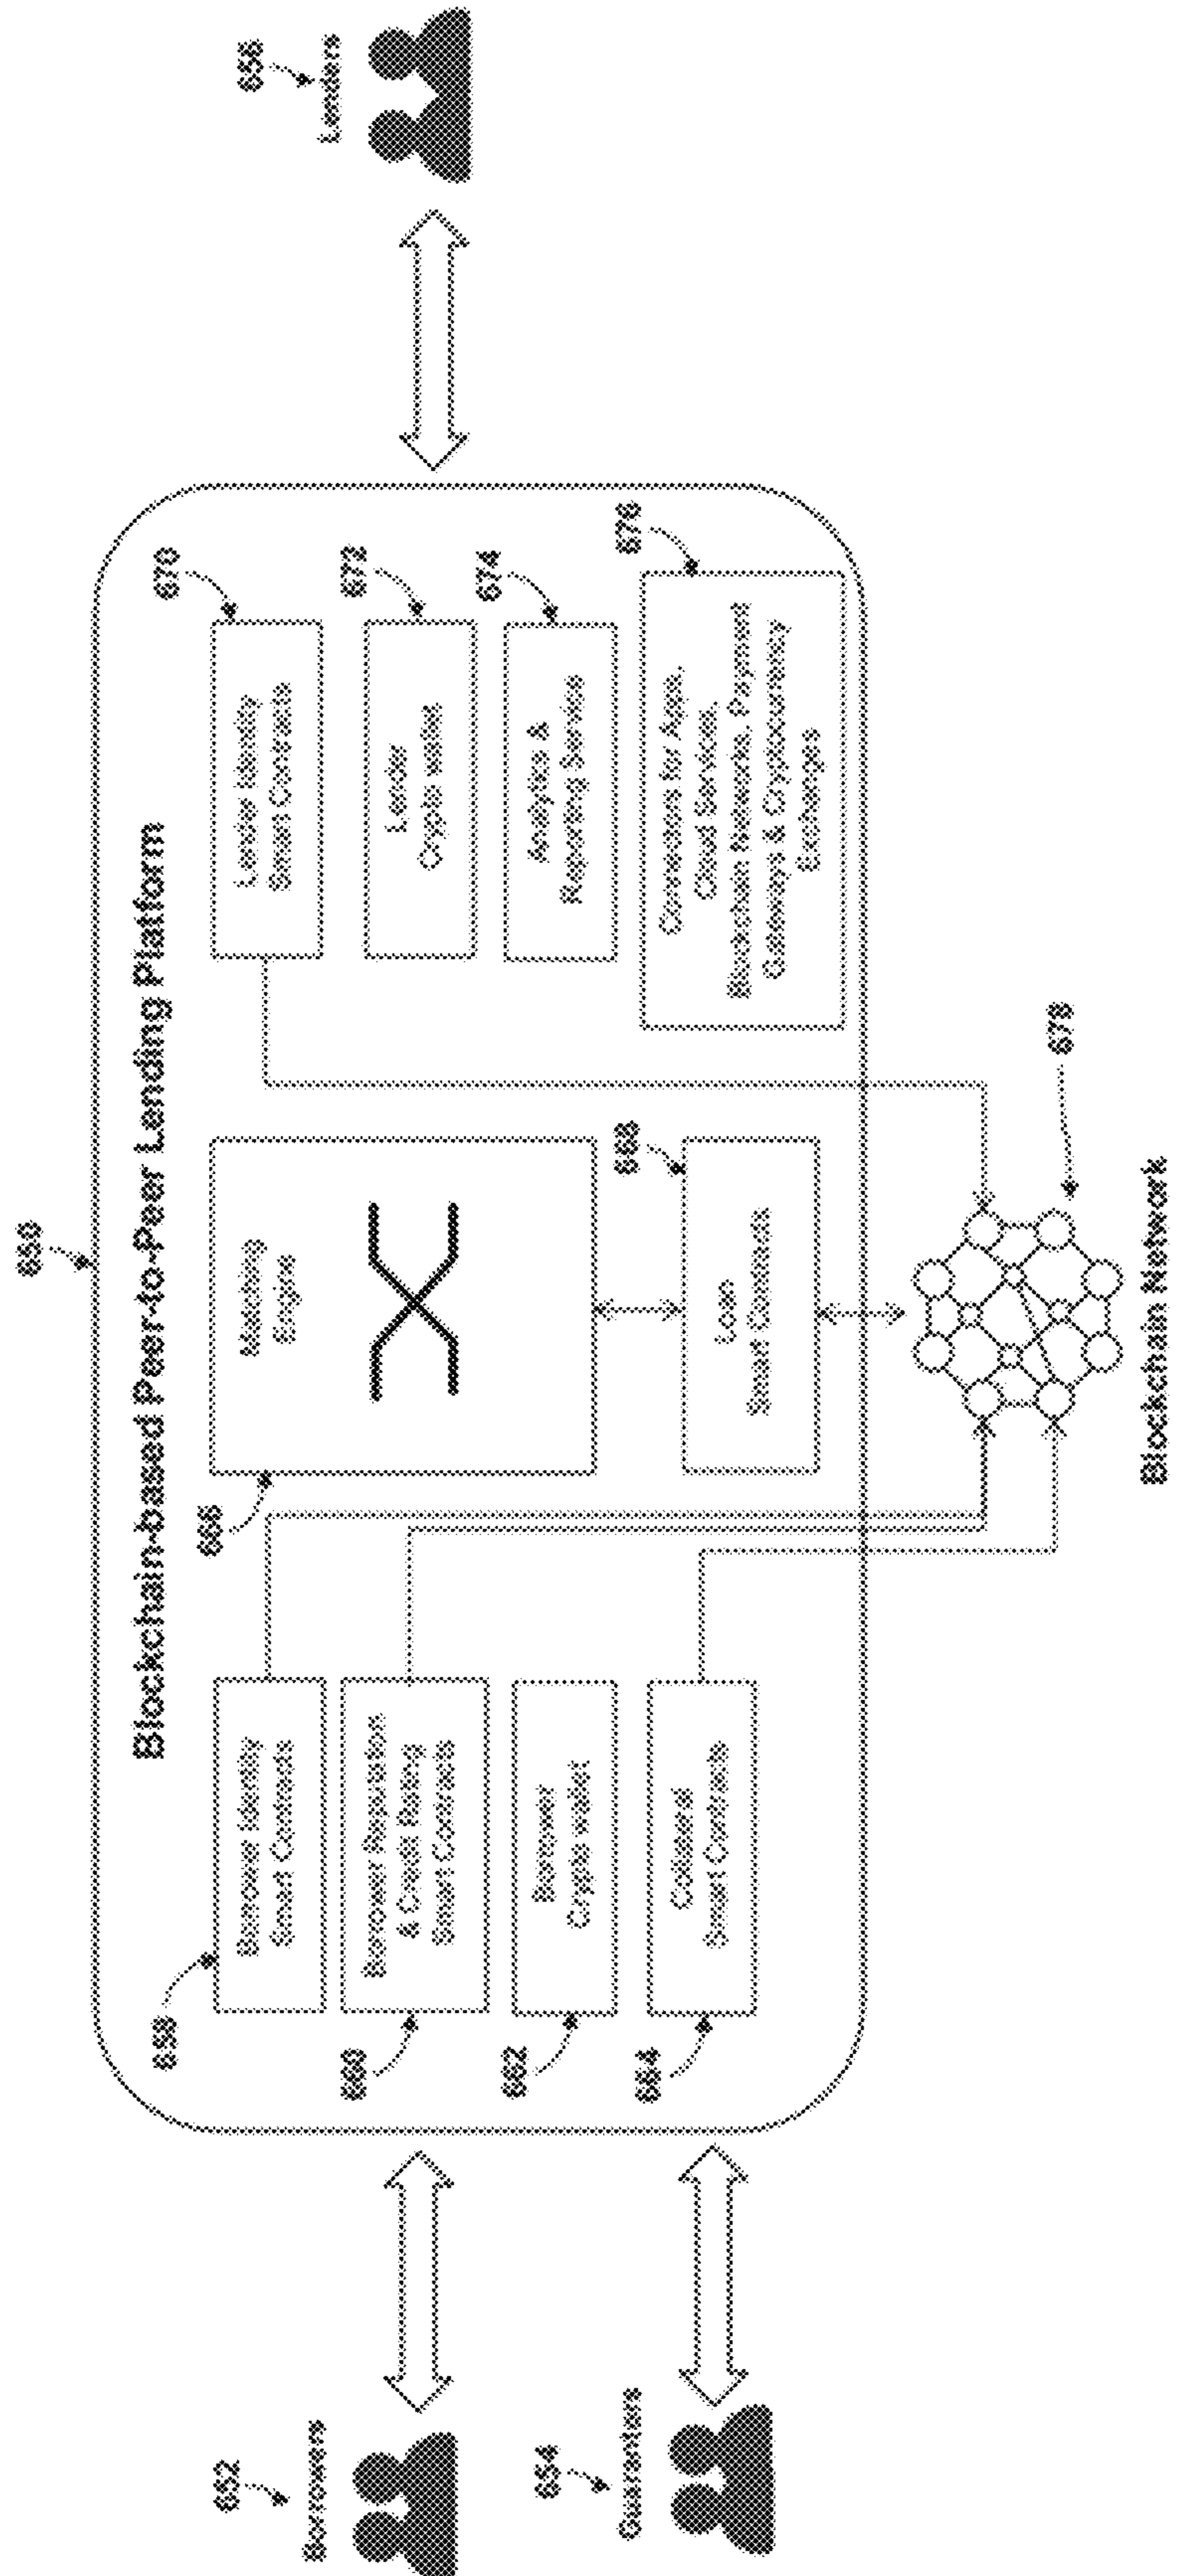 650
Blockchain-based Peer-to-Peer Lending Platform
652
Borrowers
654
Guarantors
658
Borrower Identity
Smart Contracts
660
Borrower Reputation
& Credit Rating
Smart Contracts
662
Borrower
Crypto wallet
664
Collateral
Smart Contracts
666
Matching
Engine
668
Loan
Smart Contracts
670
Lender Identity
Smart Contracts
672
Lender
Crypto wallet
674
Analytics &
Reporting Service
676
Connectors for Apps,
Cloud Services,
Blockchain Networks, Payment
Gateways & Cryptocurrency
Exchanges
656
Lenders
678
Blockchain Network